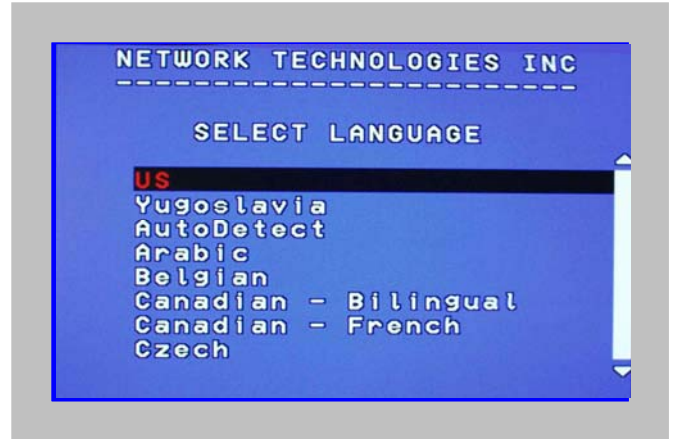 NETWORK TECHNOLOGIES INC
--------------------------
SELECT LANGUAGE
US
Yugoslavia
AutoDetect
Arabic
Belgian
Canadian - Bilingual
Canadian - French
Czech